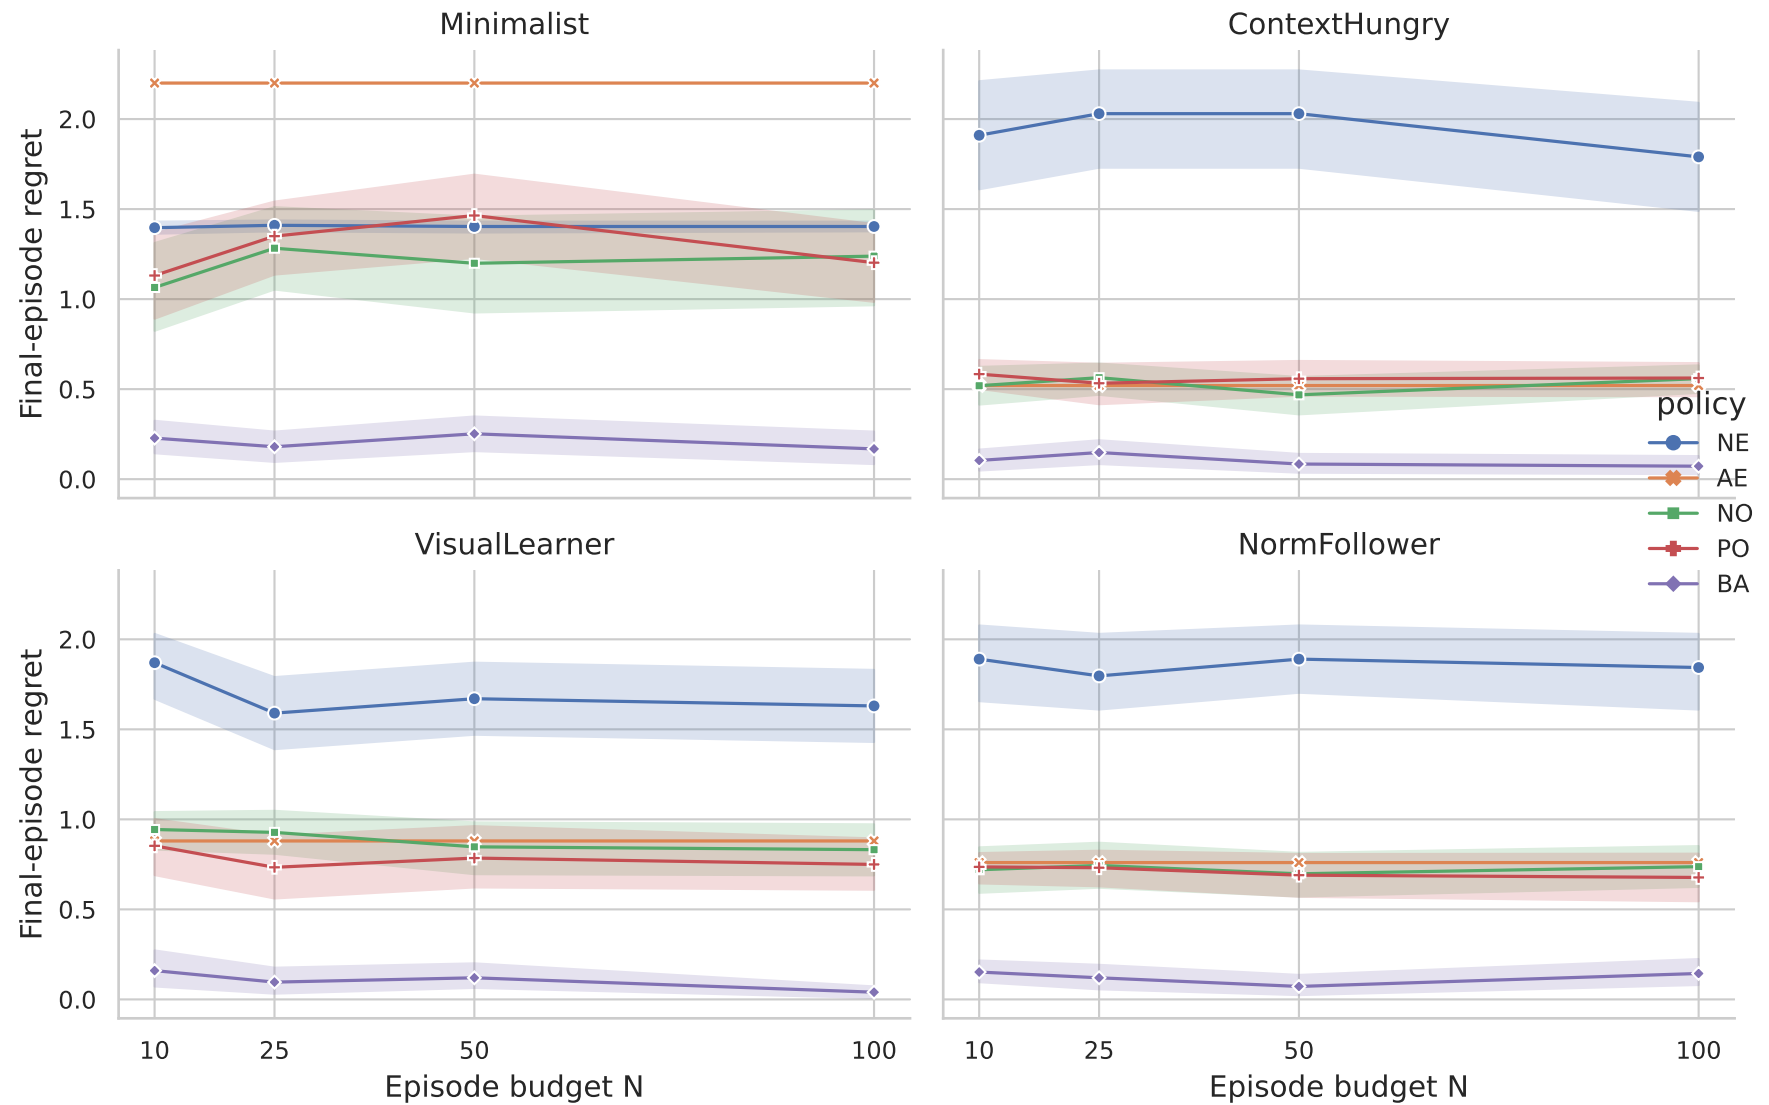 Minimalist
ContextHungry
Final-episode regret
2.0
1.5
1.0
0.5
0.0
policy
NE
AE
NO
PO
BA
VisualLearner
NormFollower
Final-episode regret
2.0
1.5
1.0
0.5
0.0
10 25 50 100
10 25 50 100
Episode budget N
Episode budget N